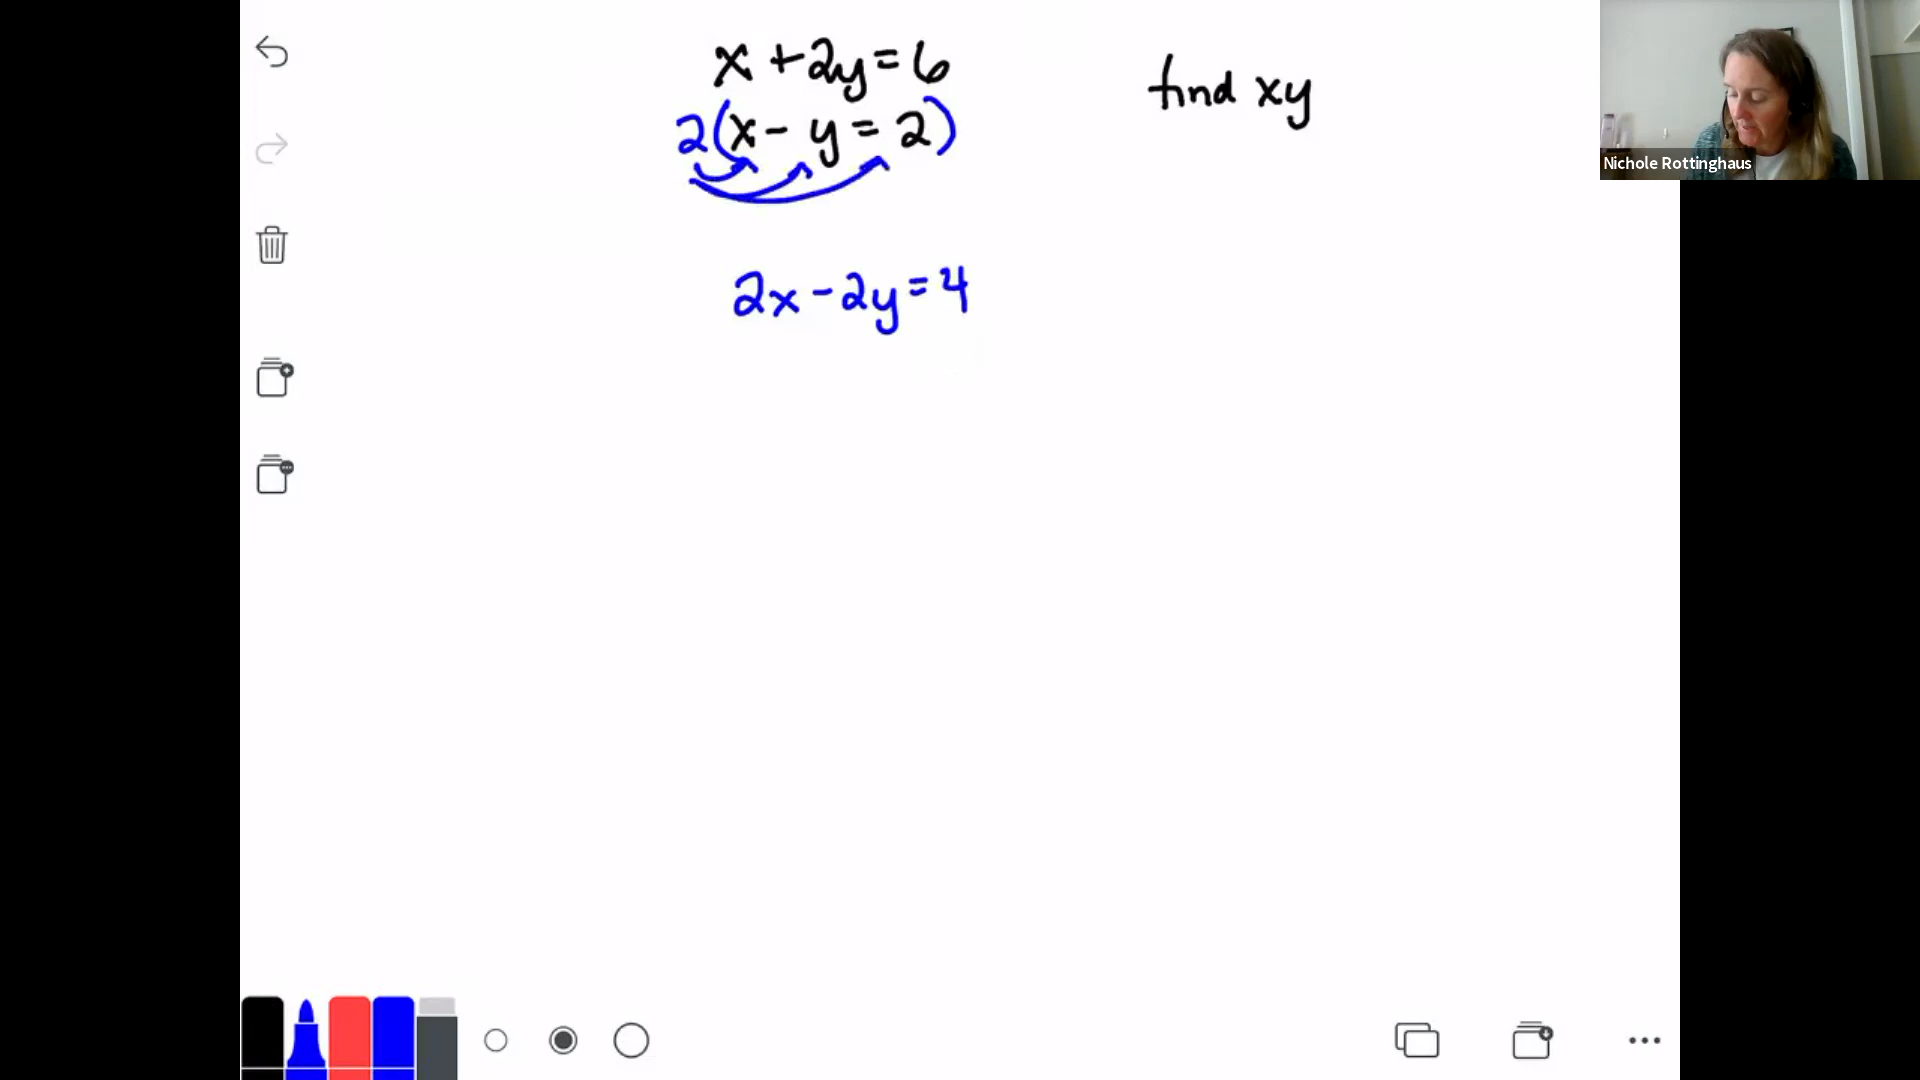 x + 2y = 6
2(x - y = 2)
2x - 2y = 4
find xy
Nichole Rottinghaus